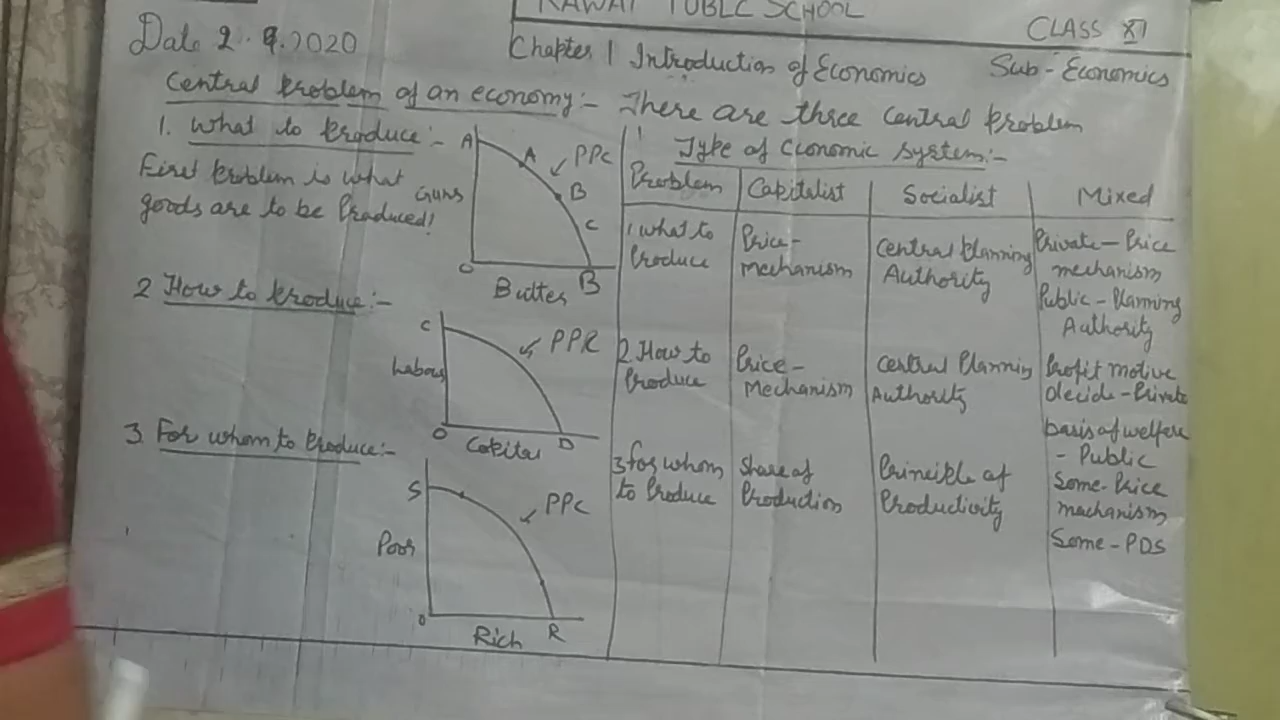 RAWAT PUBLC SCHOOL
CLASS XI
Date 2.9.2020
Chapter 1 Introduction of Economics
Sub-Economics
Central Problem of an economy:- There are three central Problem
1. What to Produce:-
First Problem is what
goods are to be Produced!
A
A
PPC
B
C
Guns
O
Butter
B
2 How to Produce:-
C
PPR
Labour
O
Capital
D
3. For whom to Produce:-
S
PPC
Poor
0
Rich
R
Type of Economic System:-
Problem
Capitalist
Socialist
Mixed
1 What to
Produce
Price-
Mechanism
Central Planning
Authority
Private-Price
mechanism
Public-Planning
Authority
2 How to
Produce
Price-
Mechanism
Central Planning
Authority
Profit motive
decide-Private
basis of welfare
-Public
3 for whom
to Produce
Share of
Production
Principle of
Productivity
Some-Price
mechanism
Some-PDS